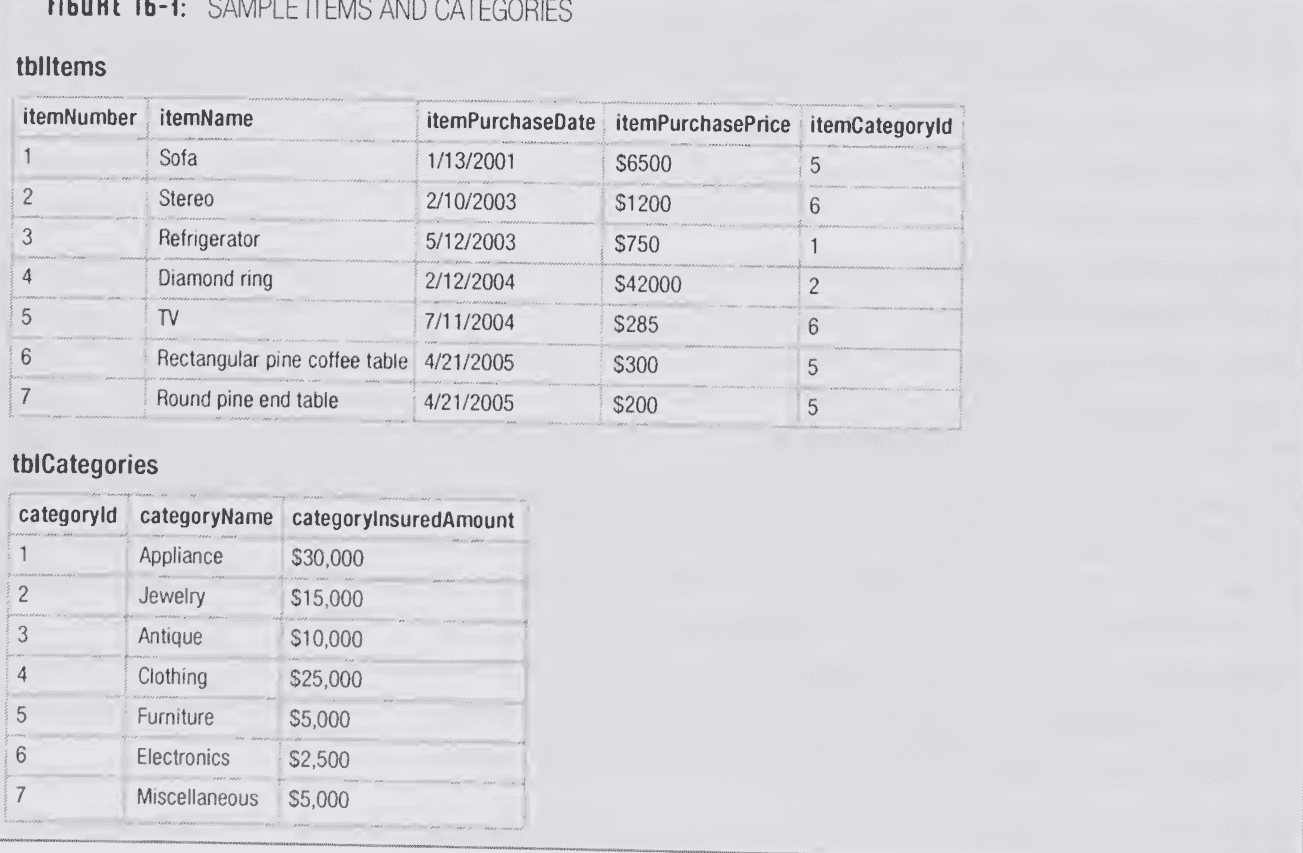 FIGURE 16-1: SAMPLE ITEMS AND CATEGORIES
tblItems
itemNumber itemName itemPurchaseDate itemPurchasePrice itemCategoryId
1 Sofa 1/13/2001 $6500 5
2 Stereo 2/10/2003 $1200 6
3 Refrigerator 5/12/2003 $750 1
4 Diamond ring 2/12/2004 $42000 2
5 TV 7/11/2004 $285 6
6 Rectangular pine coffee table 4/21/2005 $300 5
7 Round pine end table 4/21/2005 $200 5
tblCategories
categoryId categoryName categoryInsuredAmount
1 Appliance $30,000
2 Jewelry $15,000
3 Antique $10,000
4 Clothing $25,000
5 Furniture $5,000
6 Electronics $2,500
7 Miscellaneous $5,000